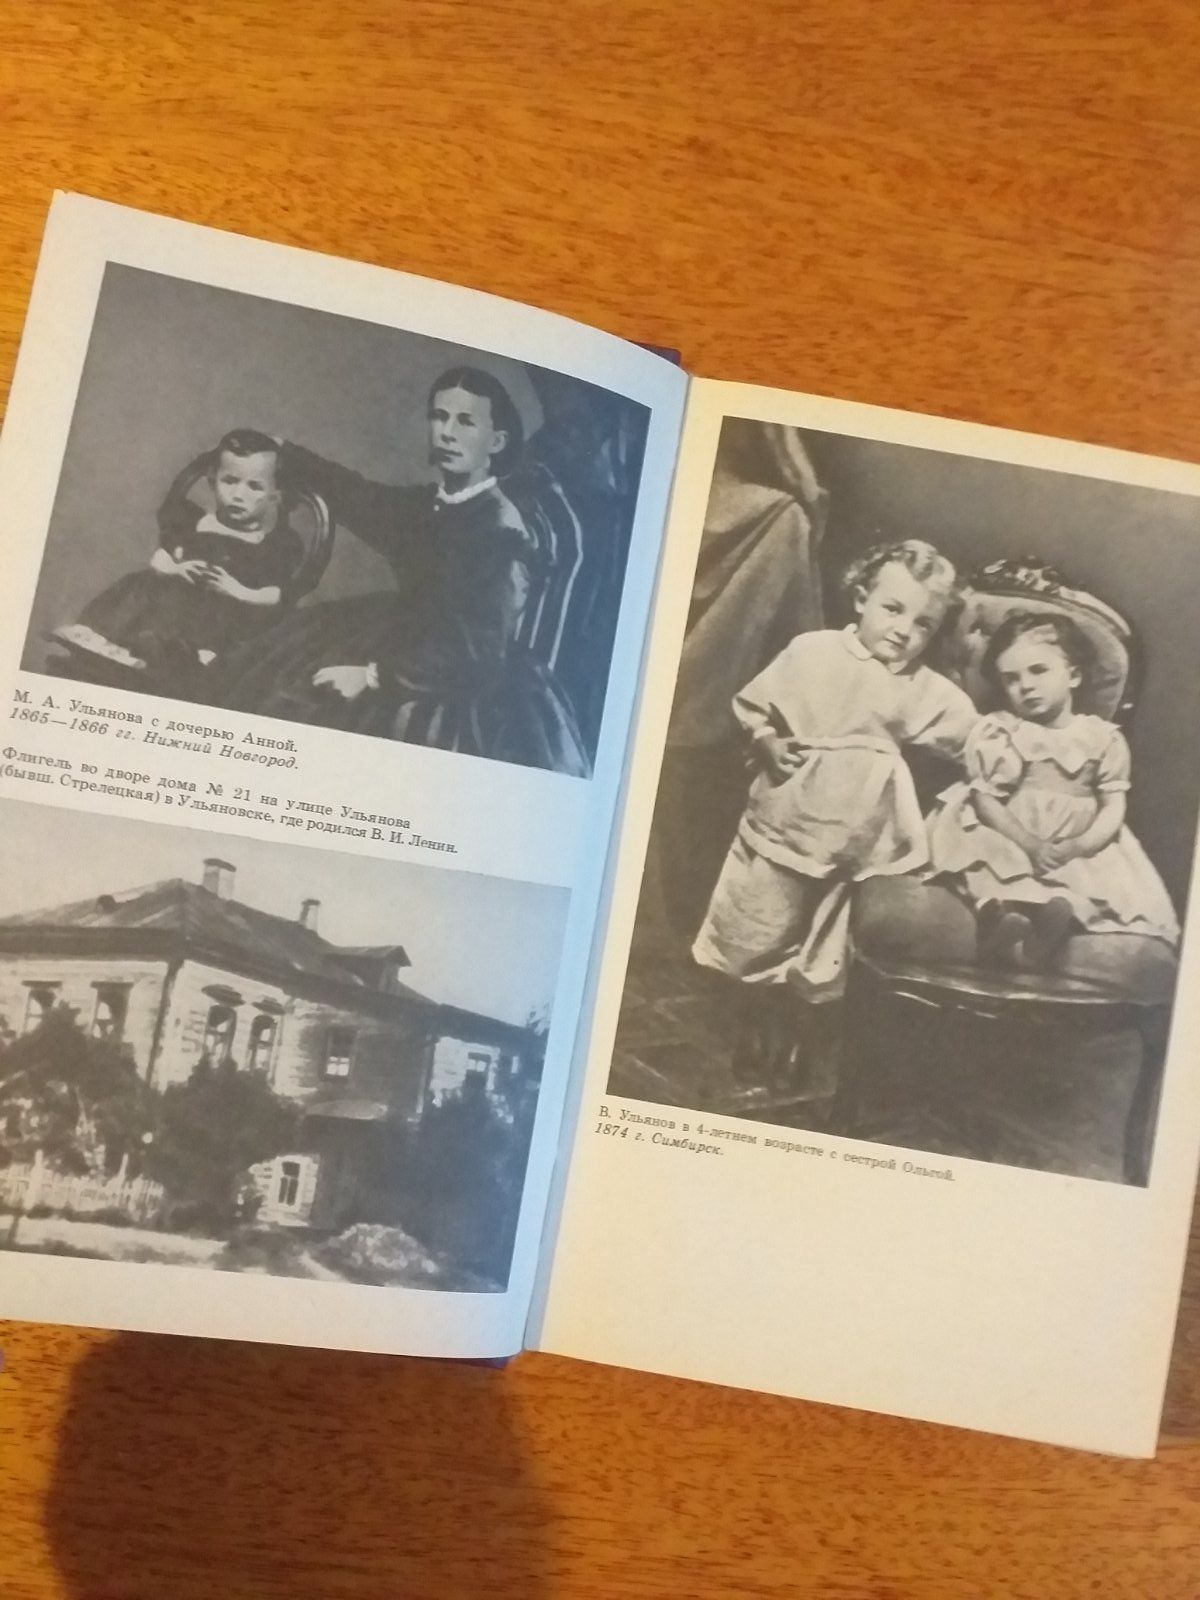 М. А. Ульянова с дочерью Анной.
1865—1866 гг. Нижний Новгород.
Флигель во дворе дома № 21 на улице Ульянова
(бывш. Стрелецкая) в Ульяновске, где родился В. И. Ленин.
В. Ульянов в 4-летнем возрасте с сестрой Ольгой.
1874 г. Симбирск.